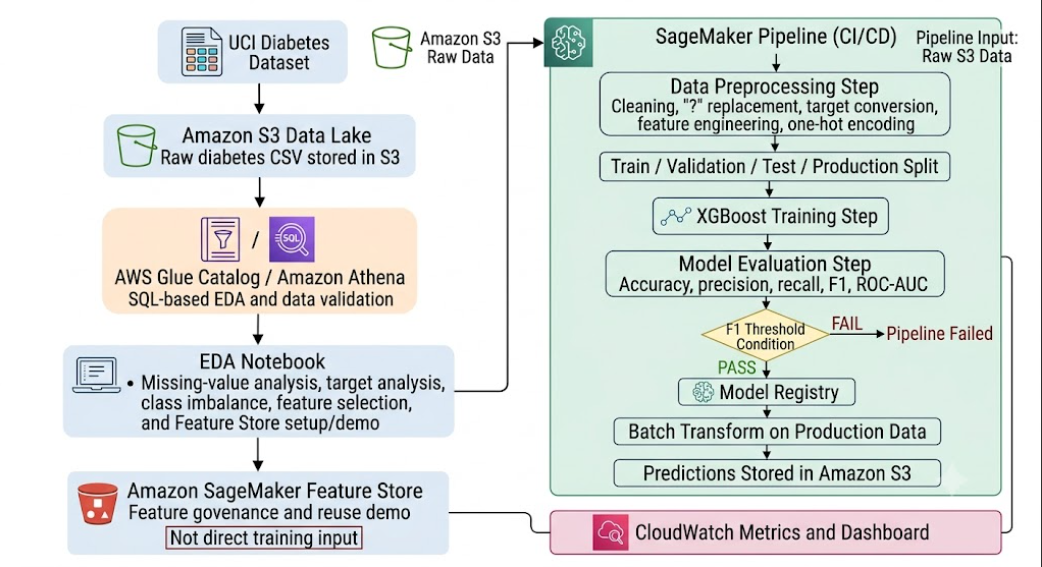 UCI Diabetes
Dataset
Amazon S3
Raw Data
Amazon S3 Data Lake
Raw diabetes CSV stored in S3
/
SQL
AWS Glue Catalog / Amazon Athena
SQL-based EDA and data validation
EDA Notebook
• Missing-value analysis, target analysis,
class imbalance, feature selection,
and Feature Store setup/demo
Amazon SageMaker Feature Store
Feature govenance and reuse demo
Not direct training input
SageMaker Pipeline (CI/CD)
Pipeline Input:
Raw S3 Data
Data Preprocessing Step
Cleaning, "?" replacement, target conversion,
feature engineering, one-hot encoding
Train / Validation / Test / Production Split
XGBoost Training Step
Model Evaluation Step
Accuracy, precision, recall, F1, ROC-AUC
F1 Threshold
Condition
FAIL
Pipeline Failed
PASS
Model Registry
Batch Transform on Production Data
Predictions Stored in Amazon S3
CloudWatch Metrics and Dashboard